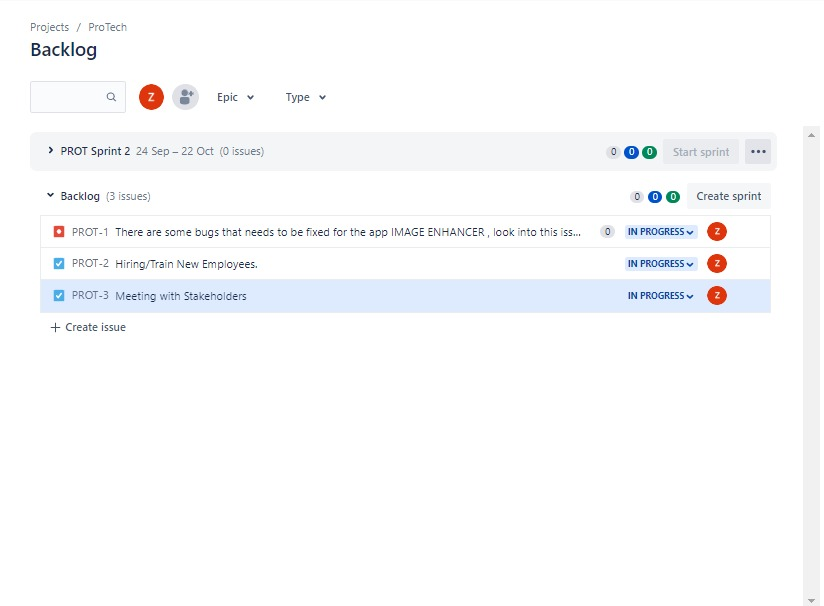 Projects / ProTech
Backlog
Z Epic Type
PROT Sprint 2 24 Sep – 22 Oct (0 issues) 0 0 0 Start sprint
Backlog (3 issues) 0 0 0 Create sprint
PROT-1 There are some bugs that needs to be fixed for the app IMAGE ENHANCER , look into this iss... 0 IN PROGRESS Z
PROT-2 Hiring/Train New Employees. IN PROGRESS Z
PROT-3 Meeting with Stakeholders IN PROGRESS Z
+ Create issue